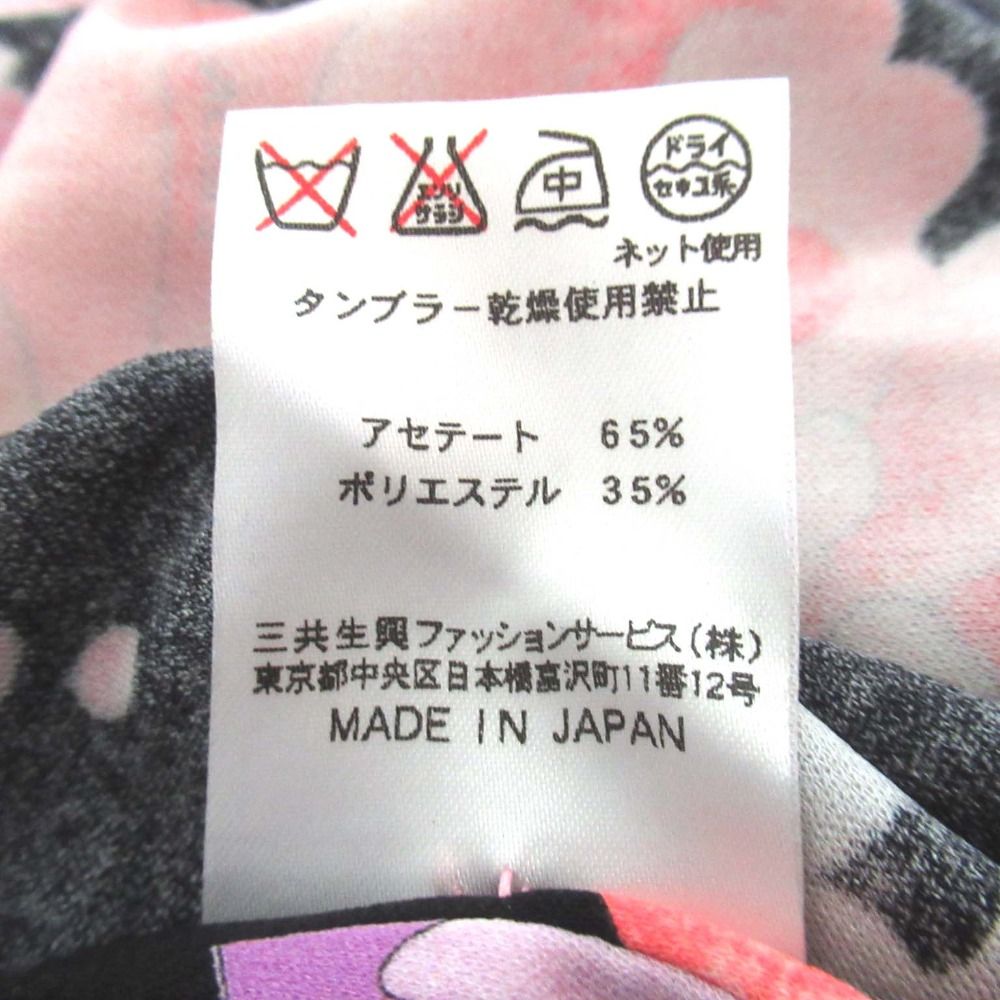 エンソ サラシ 中 ドライ セキユ系
ネット使用
タンブラー乾燥使用禁止
アセテート 65%
ポリエステル 35%
三共生興ファッションサービス(株)
東京都中央区日本橋富沢町11番12号
MADE IN JAPAN